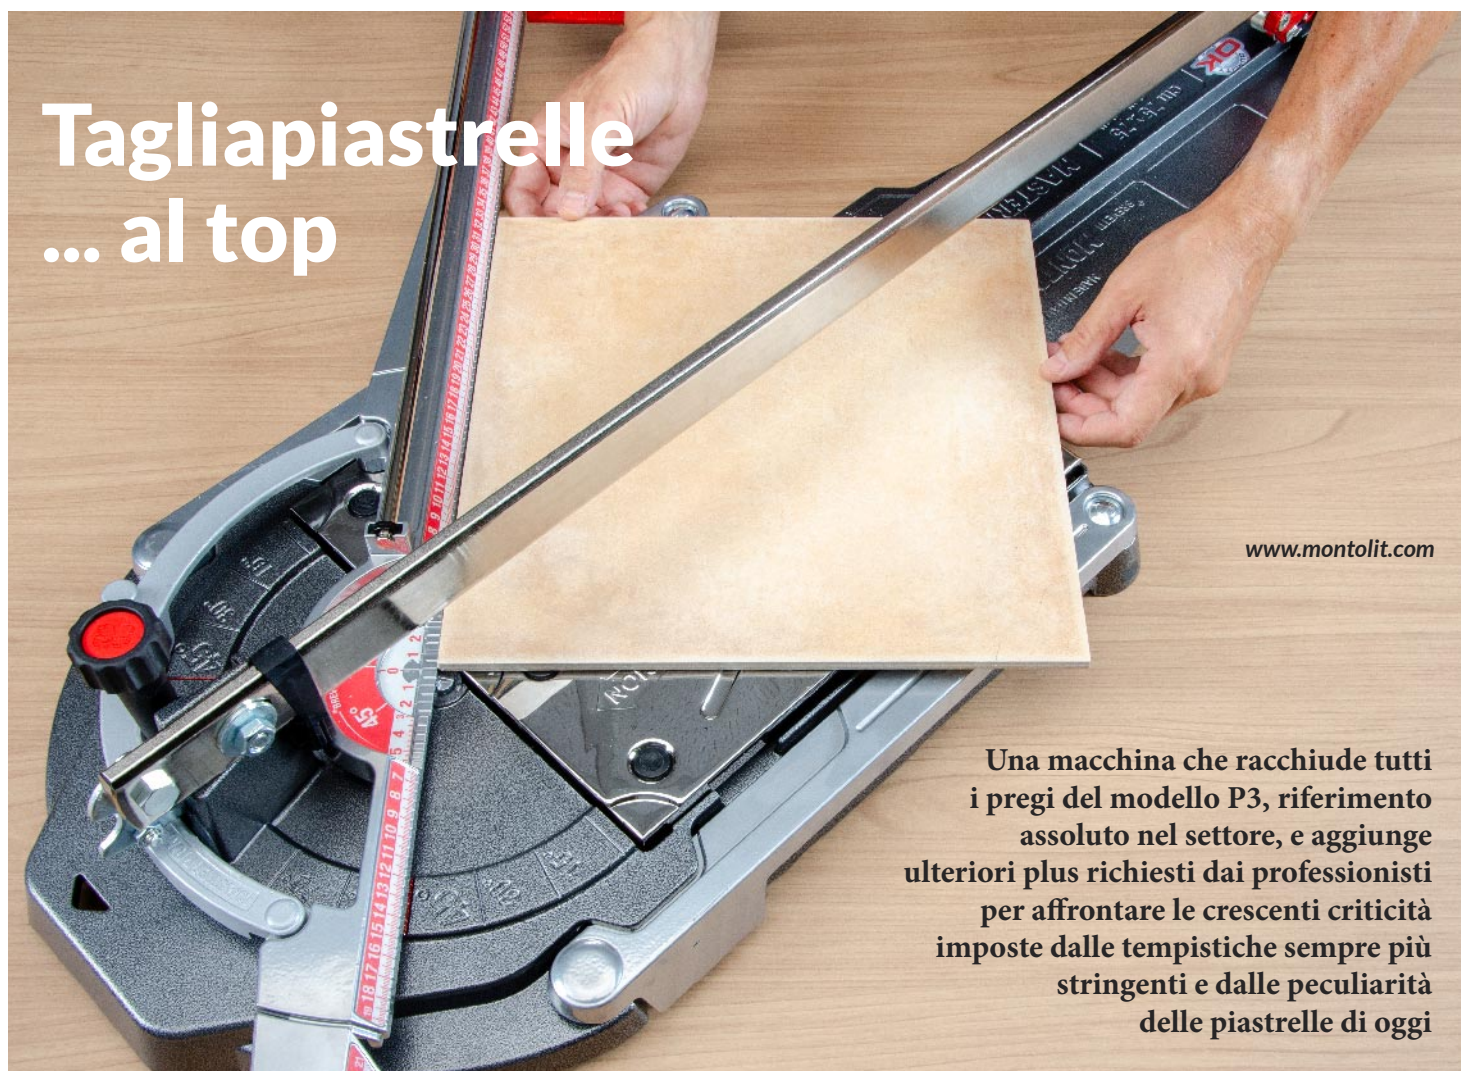 Tagliapiastrelle
... al top
OK
www.montolit.com
45°
Una macchina che racchiude tutti
i pregi del modello P3, riferimento
assoluto nel settore, e aggiunge
ulteriori plus richiesti dai professionisti
per affrontare le crescenti criticità
imposte dalle tempistiche sempre più
stringenti e dalle peculiarità
delle piastrelle di oggi